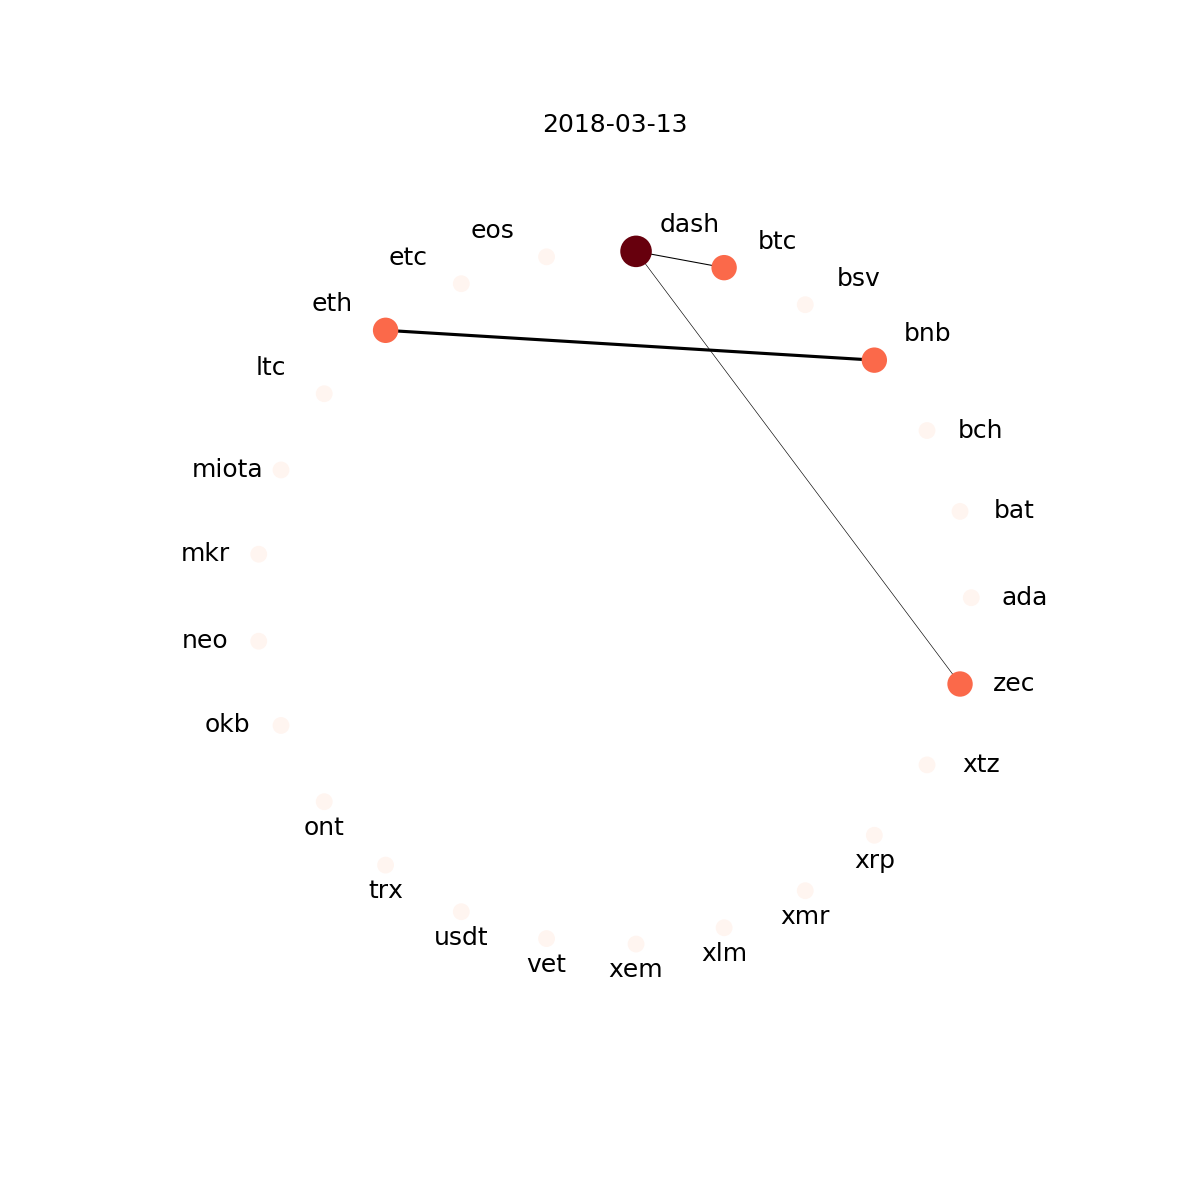 2018-03-13
dash
btc
eos
etc
bsv
eth
bnb
ltc
bch
miota
bat
mkr
ada
neo
zec
okb
xtz
ont
xrp
trx
xmr
usdt
xlm
vet
xem